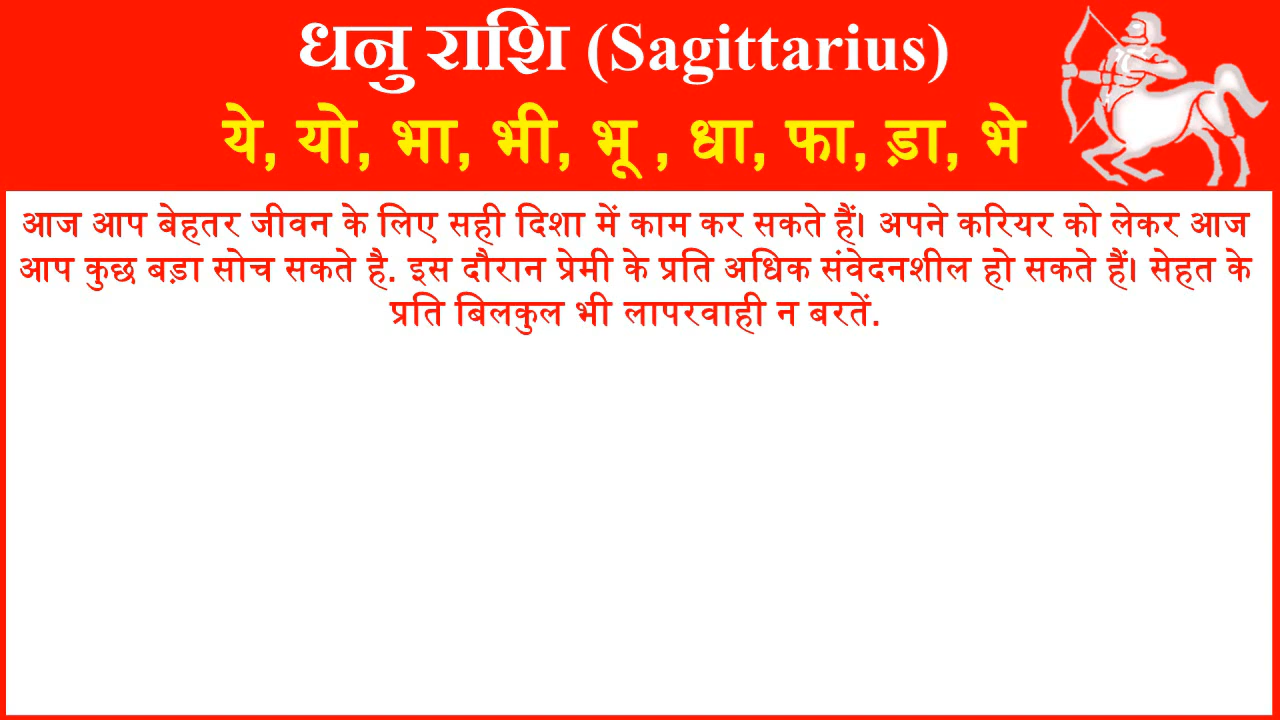 धनु राशि (Sagittarius)
ये, यो, भा, भी, भू , धा, फा, ड़ा, भे
आज आप बेहतर जीवन के लिए सही दिशा में काम कर सकते हैं। अपने करियर को लेकर आज
आप कुछ बड़ा सोच सकते है. इस दौरान प्रेमी के प्रति अधिक संवेदनशील हो सकते हैं। सेहत के
प्रति बिलकुल भी लापरवाही न बरतें.